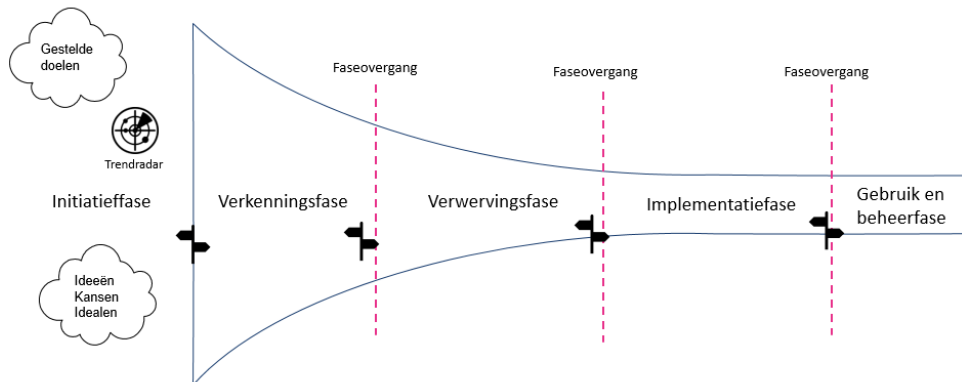 Gestelde
doelen
Faseovergang
Faseovergang
Faseovergang
Trendradar
Initiatieffase
Verkenningsfase
Verwervingsfase
Implementatiefase
Gebruik en
beheerfase
Ideeën
Kansen
Idealen